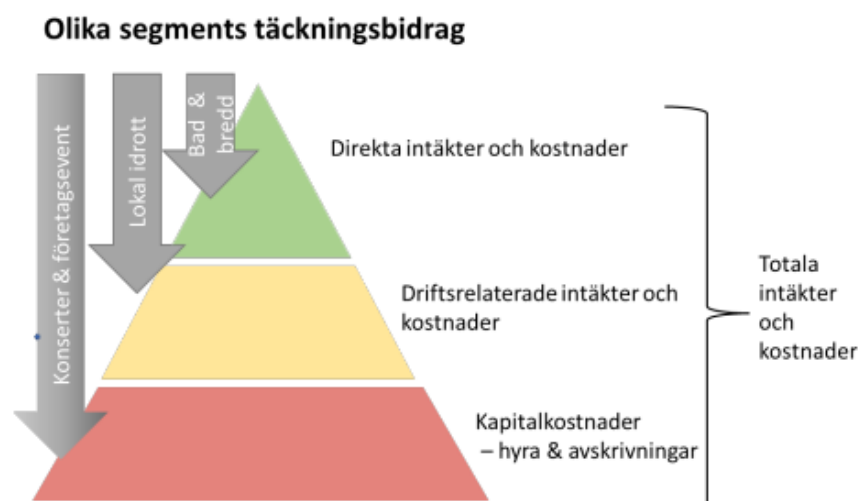 Olika segments täckningsbidrag
Konserter & företagsevent
Lokal idrott
Bad &
bredd
Direkta intäkter och kostnader
Driftsrelaterade intäkter och
kostnader
Kapitalkostnader
– hyra & avskrivningar
Totala
intäkter
och
kostnader